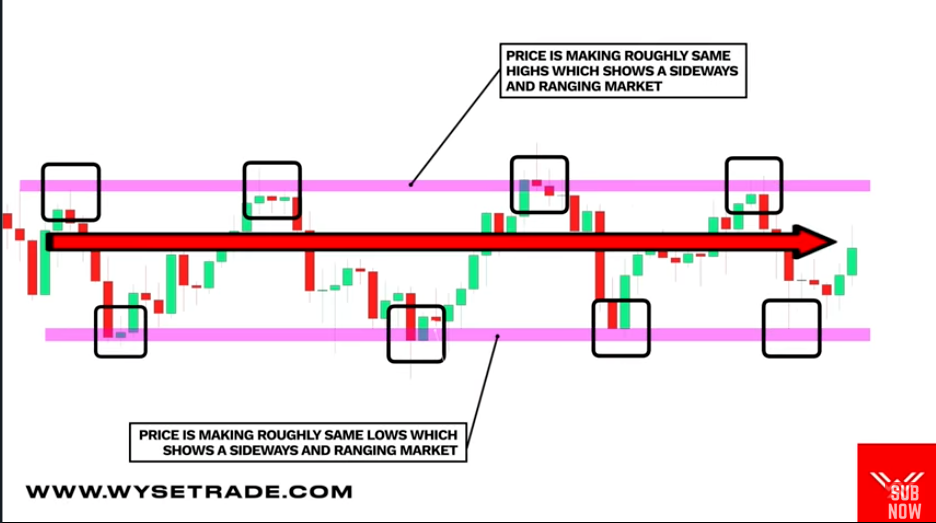 PRICE IS MAKING ROUGHLY SAME
HIGHS WHICH SHOWS A SIDEWAYS
AND RANGING MARKET
PRICE IS MAKING ROUGHLY SAME LOWS WHICH
SHOWS A SIDEWAYS AND RANGING MARKET
WWW.WYSETRADE.COM
SUB
NOW